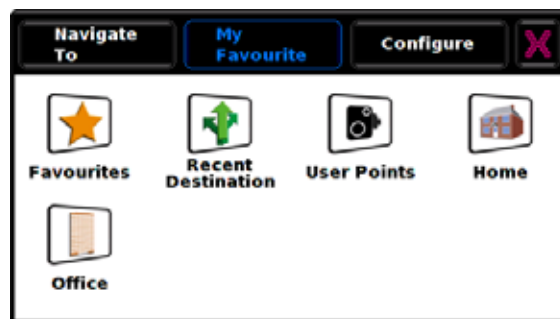 Navigate
To
My
Favourite
Configure
X
Favourites
Recent
Destination
User Points
Home
Office